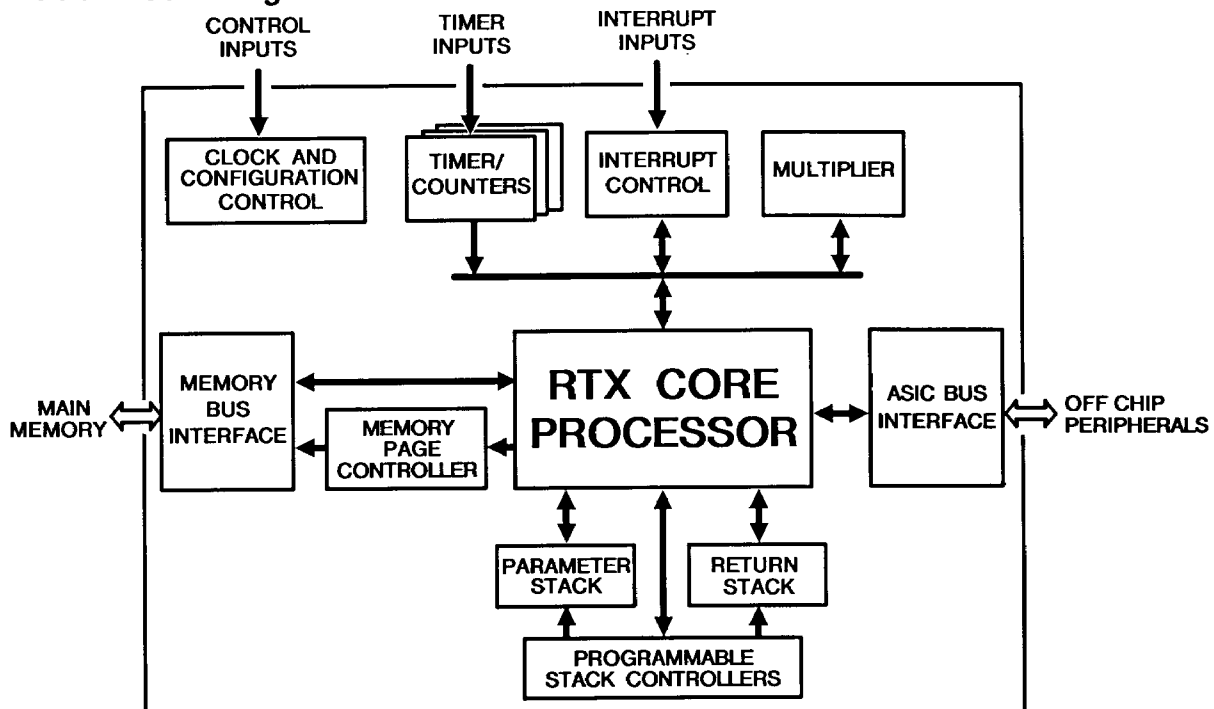 CONTROL
INPUTS
TIMER
INPUTS
INTERRUPT
INPUTS
CLOCK AND
CONFIGURATION
CONTROL
TIMER/
COUNTERS
INTERRUPT
CONTROL
MULTIPLIER
MAIN
MEMORY
MEMORY
BUS
INTERFACE
MEMORY
PAGE
CONTROLLER
RTX CORE
PROCESSOR
ASIC BUS
INTERFACE
OFF CHIP
PERIPHERALS
PARAMETER
STACK
RETURN
STACK
PROGRAMMABLE
STACK CONTROLLERS